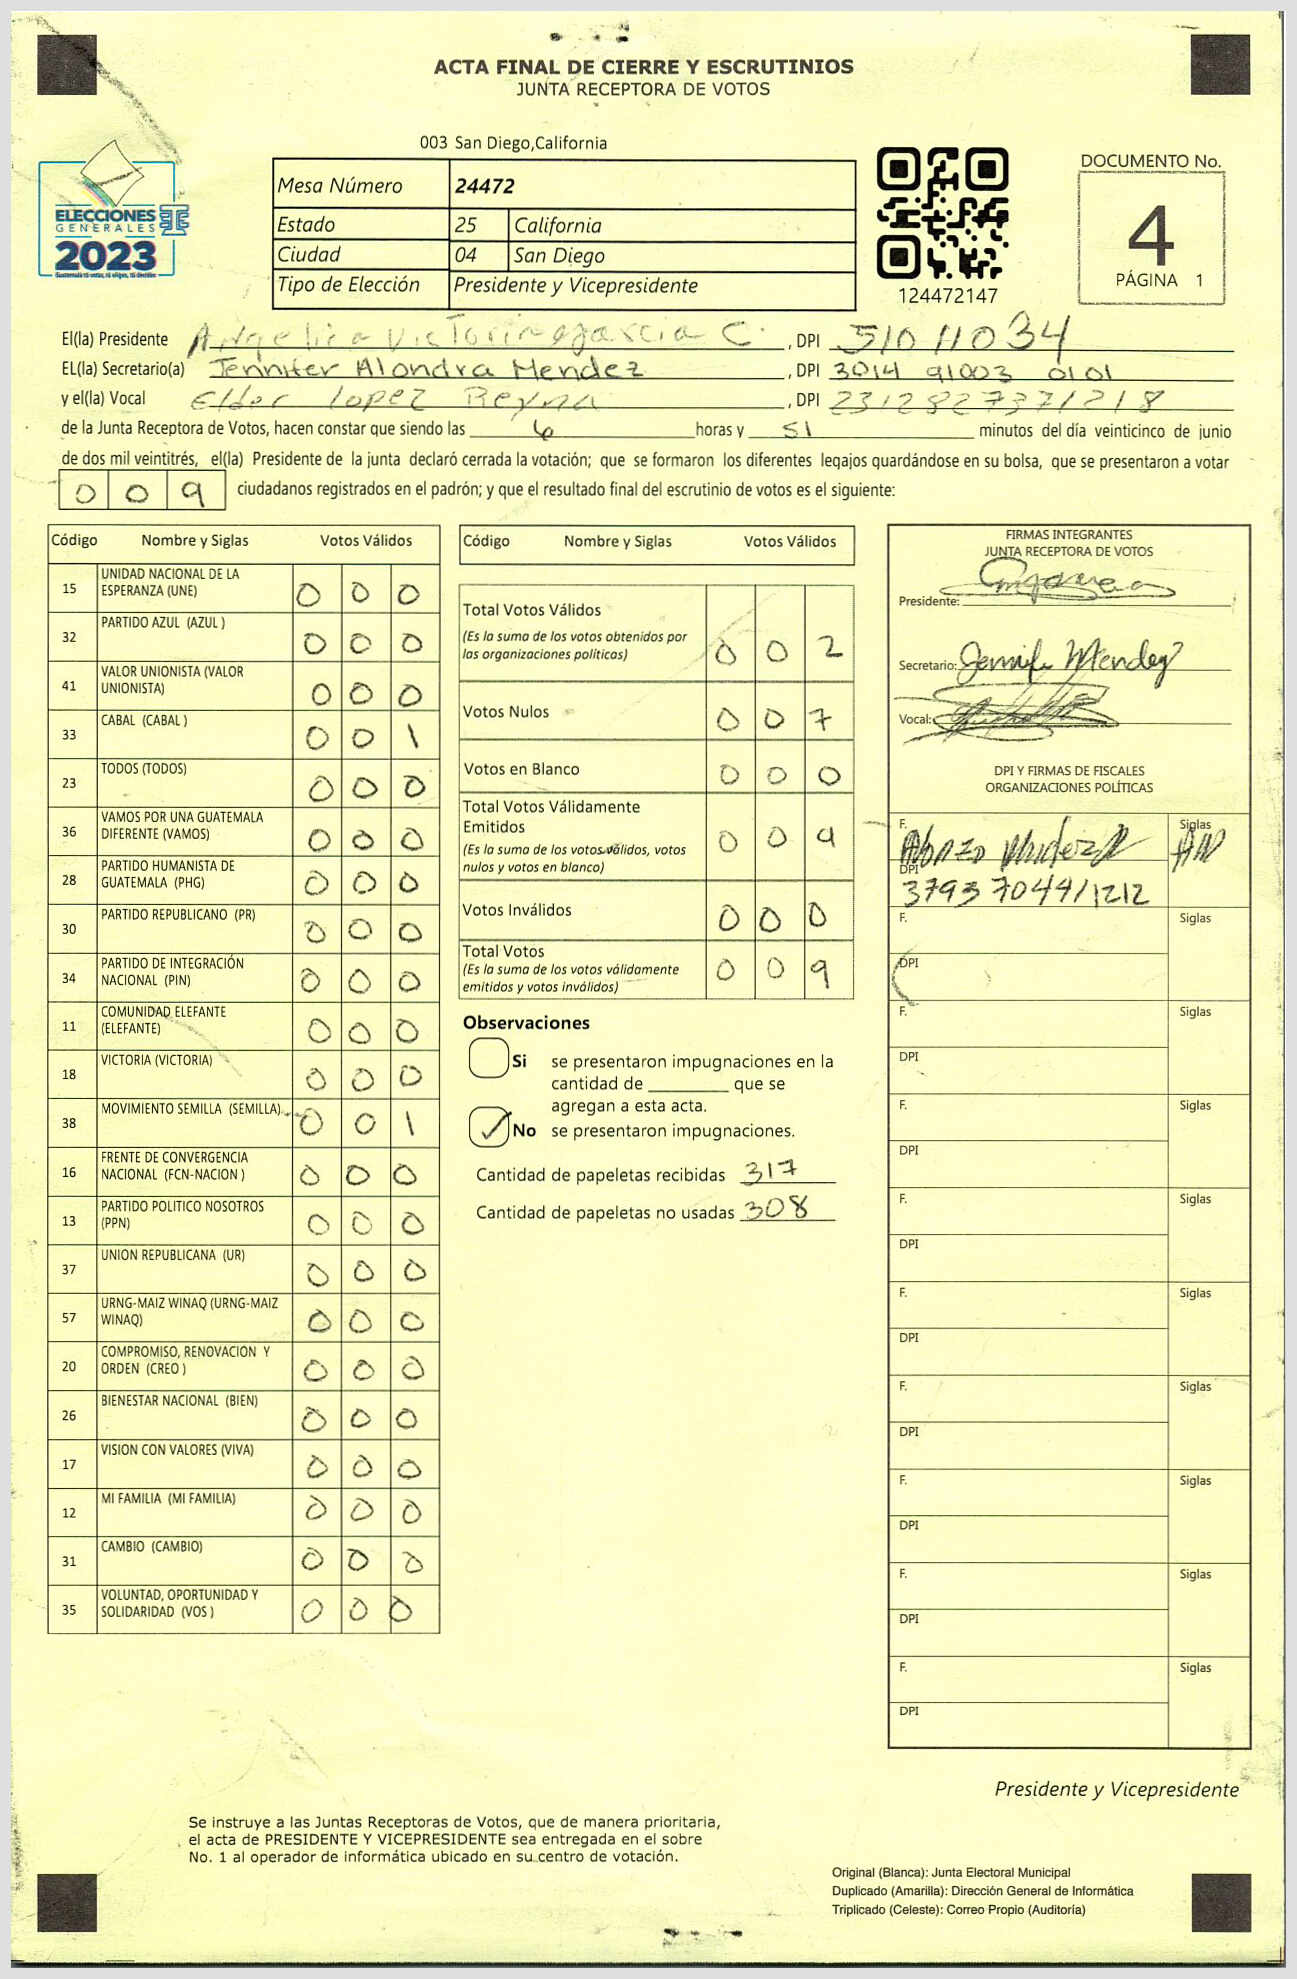 ACTA FINAL DE CIERRE Y ESCRUTINIOS
JUNTA RECEPTORA DE VOTOS
003 San Diego,California
Mesa Número 24472
Estado 25 California
Ciudad 04 San Diego
Tipo de Elección Presidente y Vicepresidente
ELECCIONES
GENERALES
2023
124472147
DOCUMENTO No.
4
PÁGINA 1
El(la) Presidente Angelica Victorina garcia C. , DPI 51011034
EL(la) Secretario(a) Jennifer Alondra Mendez , DPI 3014 91003 0101
y el(la) Vocal Elder Lopez Reyna , DPI 2312827371218
de la Junta Receptora de Votos, hacen constar que siendo las 6 horas y 51 minutos del día veinticinco de junio
de dos mil veintitrés, el(la) Presidente de la junta declaró cerrada la votación; que se formaron los diferentes legajos guardándose en su bolsa, que se presentaron a votar
0 0 9 ciudadanos registrados en el padrón; y que el resultado final del escrutinio de votos es el siguiente:
Código Nombre y Siglas Votos Válidos
15 UNIDAD NACIONAL DE LA
ESPERANZA (UNE) 0 0 0
32 PARTIDO AZUL (AZUL ) 0 0 0
41 VALOR UNIONISTA (VALOR
UNIONISTA) 0 0 0
33 CABAL (CABAL ) 0 0 1
23 TODOS (TODOS) 0 0 0
36 VAMOS POR UNA GUATEMALA
DIFERENTE (VAMOS) 0 0 0
28 PARTIDO HUMANISTA DE
GUATEMALA (PHG) 0 0 0
30 PARTIDO REPUBLICANO (PR) 0 0 0
34 PARTIDO DE INTEGRACIÓN
NACIONAL (PIN) 0 0 0
11 COMUNIDAD ELEFANTE
(ELEFANTE) 0 0 0
18 VICTORIA (VICTORIA) 0 0 0
38 MOVIMIENTO SEMILLA (SEMILLA) 0 0 1
16 FRENTE DE CONVERGENCIA
NACIONAL (FCN-NACION ) 0 0 0
13 PARTIDO POLITICO NOSOTROS
(PPN) 0 0 0
37 UNION REPUBLICANA (UR) 0 0 0
57 URNG-MAIZ WINAQ (URNG-MAIZ
WINAQ) 0 0 0
20 COMPROMISO, RENOVACION Y
ORDEN (CREO ) 0 0 0
26 BIENESTAR NACIONAL (BIEN) 0 0 0
17 VISION CON VALORES (VIVA) 0 0 0
12 MI FAMILIA (MI FAMILIA) 0 0 0
31 CAMBIO (CAMBIO) 0 0 0
35 VOLUNTAD, OPORTUNIDAD Y
SOLIDARIDAD (VOS ) 0 0 0
Código Nombre y Siglas Votos Válidos
Total Votos Válidos
(Es la suma de los votos obtenidos por
las organizaciones políticas) 0 0 2
Votos Nulos 0 0 7
Votos en Blanco 0 0 0
Total Votos Válidamente
Emitidos
(Es la suma de los votos válidos, votos
nulos y votos en blanco) 0 0 9
Votos Inválidos 0 0 0
Total Votos
(Es la suma de los votos válidamente
emitidos y votos inválidos) 0 0 9
Observaciones
Si se presentaron impugnaciones en la
cantidad de ________ que se
agregan a esta acta.
No se presentaron impugnaciones.
Cantidad de papeletas recibidas 317
Cantidad de papeletas no usadas 308
FIRMAS INTEGRANTES
JUNTA RECEPTORA DE VOTOS
Presidente:
Secretario: Jennifer Mendez
Vocal:
DPI Y FIRMAS DE FISCALES
ORGANIZACIONES POLÍTICAS
F. Siglas
DPI
3793 70449 1212
F. Siglas
DPI
F. Siglas
DPI
F. Siglas
DPI
F. Siglas
DPI
F. Siglas
DPI
F. Siglas
DPI
F. Siglas
DPI
F. Siglas
DPI
F. Siglas
DPI
Presidente y Vicepresidente
Se instruye a las Juntas Receptoras de Votos, que de manera prioritaria,
el acta de PRESIDENTE Y VICEPRESIDENTE sea entregada en el sobre
No. 1 al operador de informática ubicado en su centro de votación.
Original (Blanca): Junta Electoral Municipal
Duplicado (Amarilla): Dirección General de Informática
Triplicado (Celeste): Correo Propio (Auditoría)